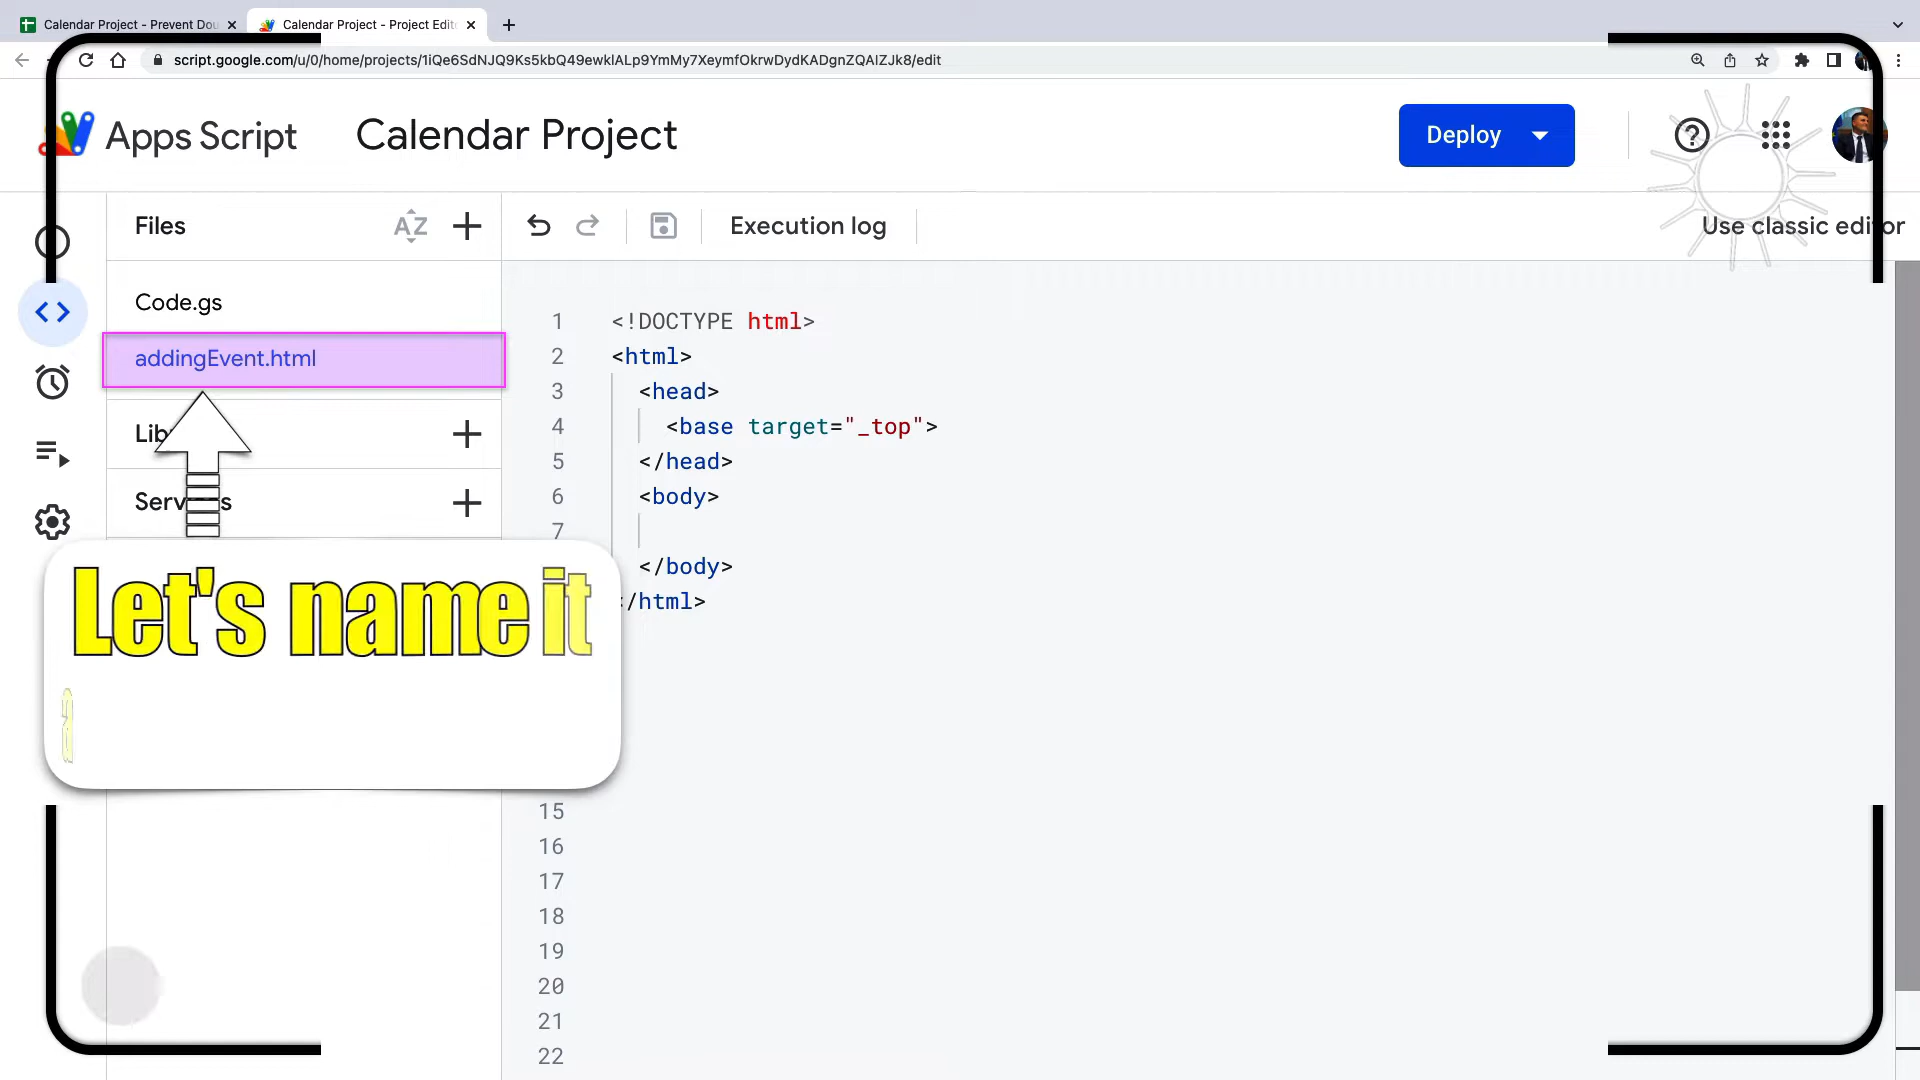 Calendar Project - Prevent Dou
Calendar Project - Project Edito
script.google.com/u/0/home/projects/1iQe6SdNJQ9Ks5kbQ49ewklALp9YmMy7XeymfOkrwDydKADgnZQAIZJk8/edit
Apps Script
Calendar Project
Deploy
Files
AZ
Execution log
Use classic editor
Code.gs
addingEvent.html
1 <!DOCTYPE html>
2 <html>
3 <head>
4 <base target="_top">
5 </head>
6 <body>
7
</body>
/html>
Let's name it
a
15
16
17
18
19
20
21
22